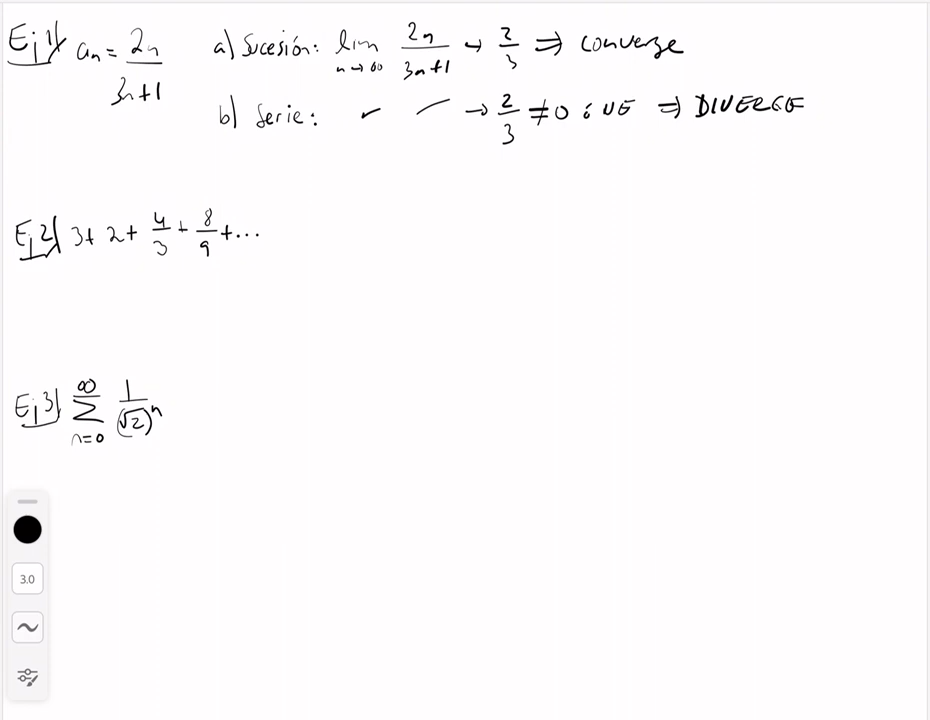 Ej 1) an = 2n / 3n+1 a) Sucesión: lim n→∞ 2n / 3n+1 → 2/3 ⇒ converge
b) Serie: → 2/3 ≠ 0 ⇒ DIVERGE
Ej 2) 3 + 2 + 4/3 + 8/9 + ...
Ej 3) ∞ Σ n=0 1 / (√2)^n
3.0